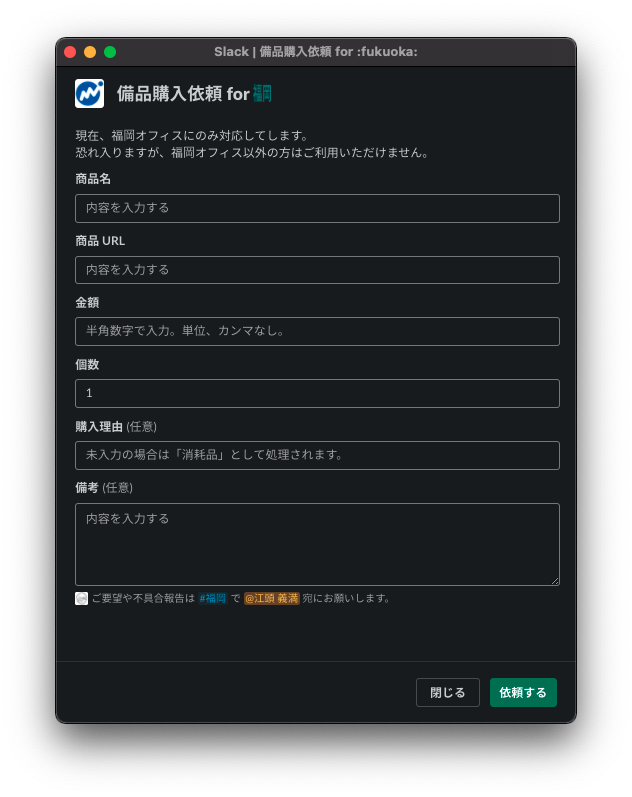 Slack | 備品購入依頼 for :fukuoka:
備品購入依頼 for 福岡
現在、福岡オフィスにのみ対応してします。
恐れ入りますが、福岡オフィス以外の方はご利用いただけません。
商品名
内容を入力する
商品 URL
内容を入力する
金額
半角数字で入力。単位、カンマなし。
個数
1
購入理由 (任意)
未入力の場合は「消耗品」として処理されます。
備考 (任意)
内容を入力する
ご要望や不具合報告は #福岡 で @江頭 義満 宛にお願いします。
閉じる 依頼する